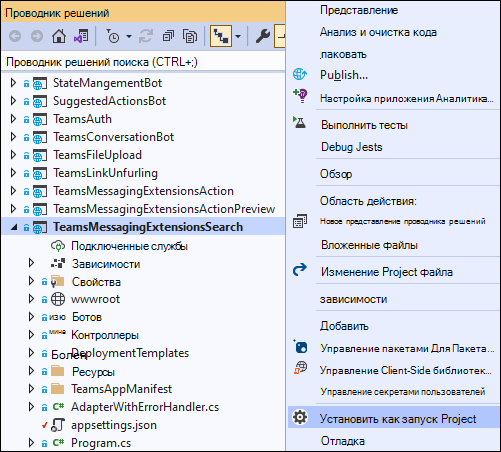 Проводник решений
Проводник решений поиска (CTRL+;)
StateMangementBot
SuggestedActionsBot
TeamsAuth
TeamsConversationBot
TeamsFileUpload
TeamsLinkUnfurling
TeamsMessagingExtensionsAction
TeamsMessagingExtensionsActionPreview
TeamsMessagingExtensionsSearch
Подключенные службы
Зависимости
Свойства
wwwroot
изю Ботов
мине Контроллеры
Болен DeploymentTemplates
Ресурсы
TeamsAppManifest
C# AdapterWithErrorHandler.cs
appsettings.json
C# Program.cs
Представление
Анализ и очистка кода
лаковать
Publish...
Настройка приложения Аналитика...
Выполнить тесты
Debug Jests
Обзор
Область действия:
Новое представление проводника решений
Вложенные файлы
Изменение Project файла
зависимости
Добавить
Управление пакетами Для Пакета...
Управление Client-Side библиотек...
Управление секретами пользователей
Установить как запуск Project
Отладка